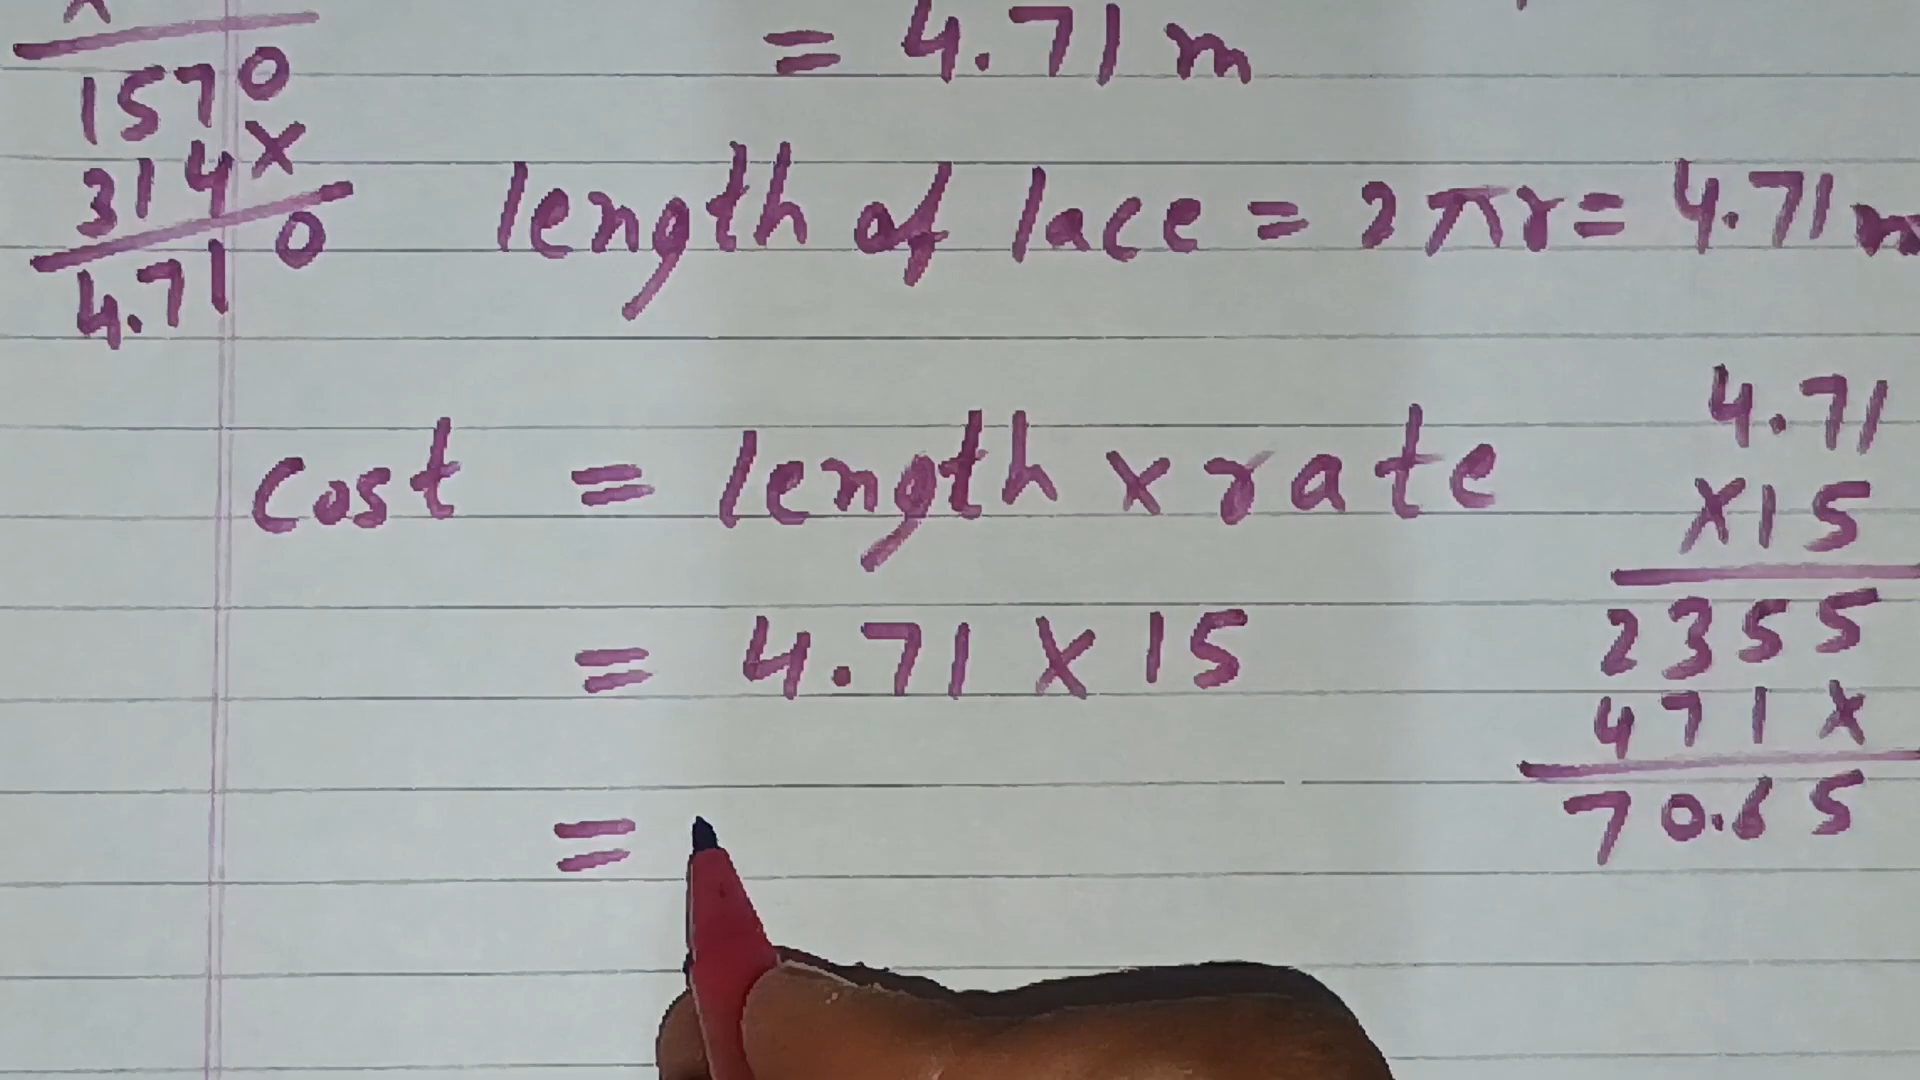 = 4.71 m
1570
314x
4.710
length of lace = 2πr = 4.71 m
cost = length x rate
= 4.71 x 15
=
4.71
x15
2355
471x
70.65